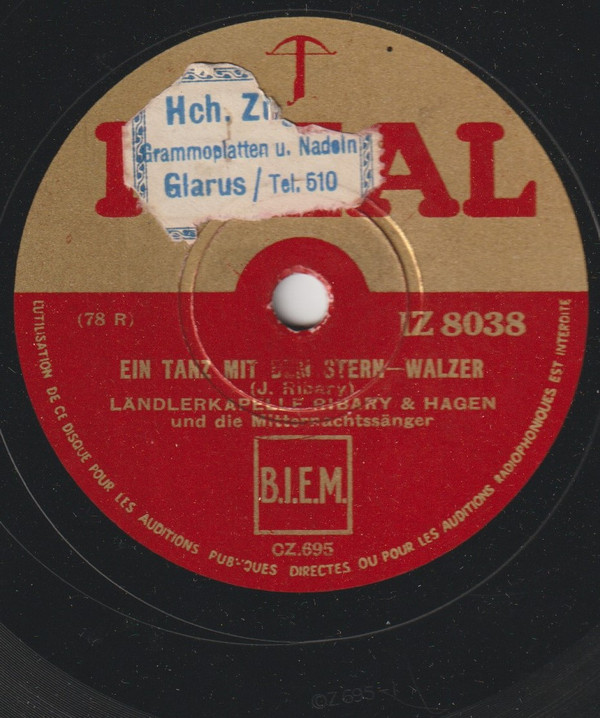 Hch.
Grammoplatten u. Nadeln
Glarus / Tel. 510
(78 R)
IZ 8038
EIN TANZ MIT DEM STERN—WALZER
(J. Ribary)
LÄNDLERKAPELLE RIBARY & HAGEN
und die Mitternachtssänger
B.I.E.M.
OZ.695
L'UTILISATION DE CE DISQUE POUR LES AUDITIONS PUBLIQUES DIRECTES OU POUR LES AUDITIONS RADIOPHONIQUES EST INTERDITE